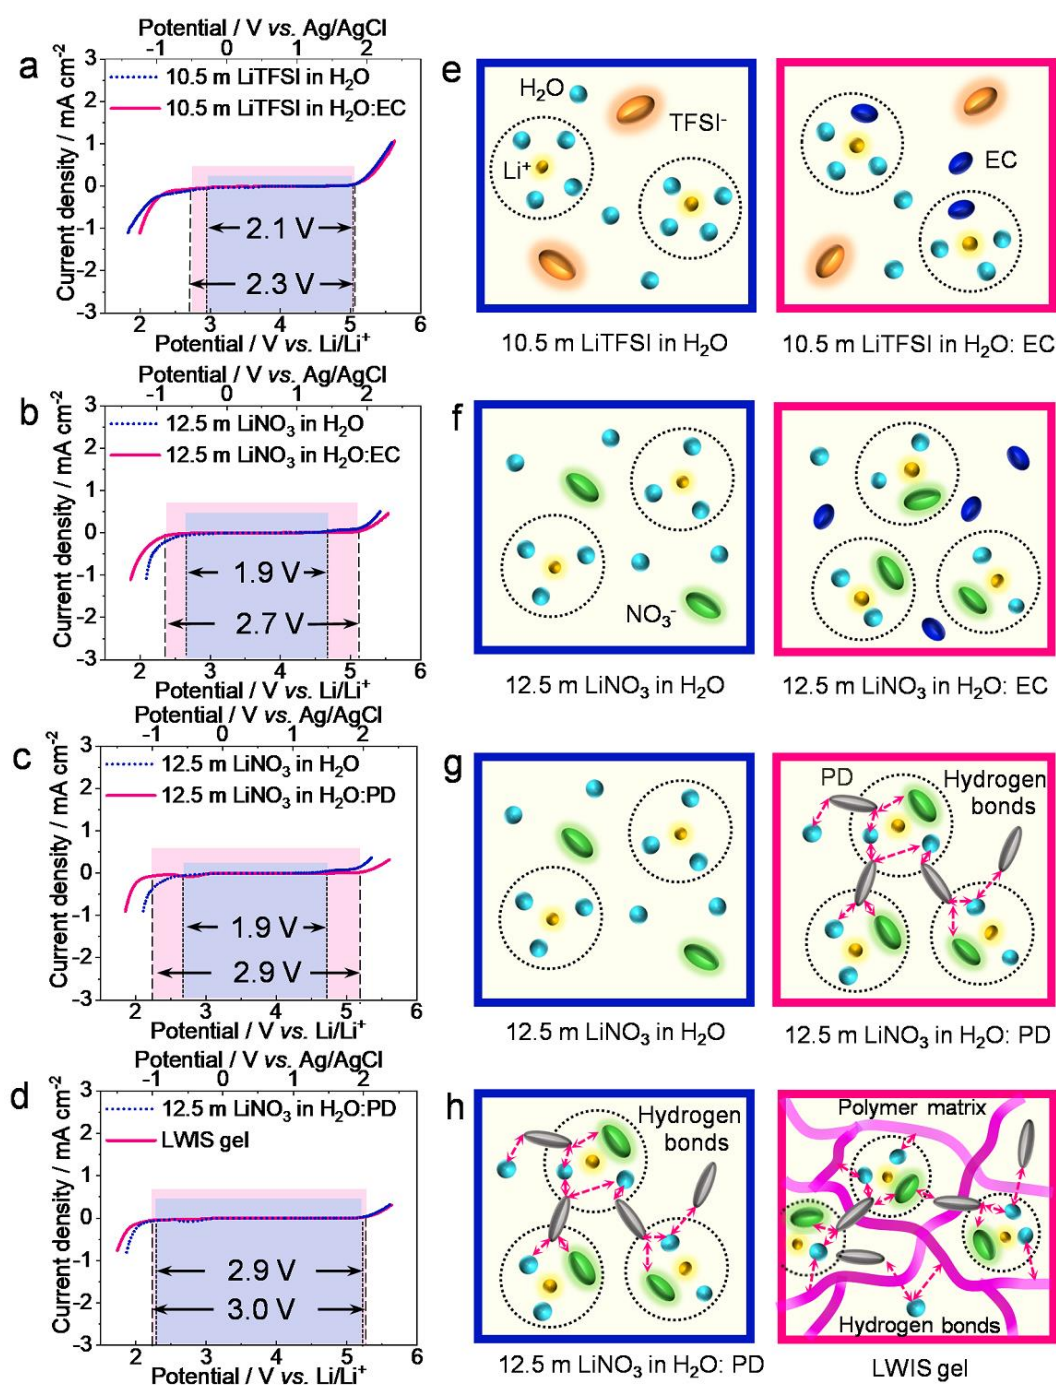 Potential / V vs. Ag/AgCl
-1 0 1 2
a
3
2
1
0
-1
-2
-3
Current density / mA cm⁻²
10.5 m LiTFSI in H₂O
10.5 m LiTFSI in H₂O:EC
2.1 V
2.3 V
2 3 4 5 6
Potential / V vs. Li/Li⁺
e
H₂O
TFSI⁻
Li⁺
10.5 m LiTFSI in H₂O
EC
10.5 m LiTFSI in H₂O: EC
Potential / V vs. Ag/AgCl
-1 0 1 2
b
3
2
1
0
-1
-2
-3
Current density / mA cm⁻²
12.5 m LiNO₃ in H₂O
12.5 m LiNO₃ in H₂O:EC
1.9 V
2.7 V
2 3 4 5 6
Potential / V vs. Li/Li⁺
f
NO₃⁻
12.5 m LiNO₃ in H₂O
12.5 m LiNO₃ in H₂O: EC
Potential / V vs. Ag/AgCl
-1 0 1 2
c
3
2
1
0
-1
-2
-3
Current density / mA cm⁻²
12.5 m LiNO₃ in H₂O
12.5 m LiNO₃ in H₂O:PD
1.9 V
2.9 V
2 3 4 5 6
Potential / V vs. Li/Li⁺
g
12.5 m LiNO₃ in H₂O
PD
Hydrogen
bonds
12.5 m LiNO₃ in H₂O: PD
Potential / V vs. Ag/AgCl
-1 0 1 2
d
3
2
1
0
-1
-2
-3
Current density / mA cm⁻²
12.5 m LiNO₃ in H₂O:PD
LWIS gel
2.9 V
3.0 V
2 3 4 5 6
Potential / V vs. Li/Li⁺
h
Hydrogen
bonds
12.5 m LiNO₃ in H₂O: PD
Polymer matrix
Hydrogen bonds
LWIS gel